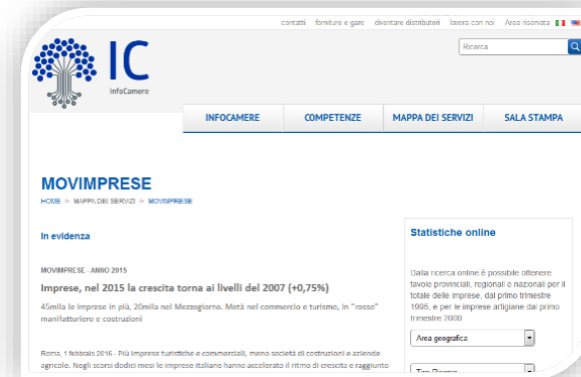 contatti forniture e gare diventare distributori lavora con noi Area riservata
Ricerca
IC
InfoCamere
INFOCAMERE COMPETENZE MAPPA DEI SERVIZI SALA STAMPA
MOVIMPRESE
HOME > MAPPA DEI SERVIZI > MOVIMPRESE
In evidenza
MOVIMPRESE - ANNO 2015
Imprese, nel 2015 la crescita torna ai livelli del 2007 (+0,75%)
45mila le imprese in più, 20mila nel Mezzogiorno. Metà nel commercio e turismo, in "rosso"
manifatturiero e costruzioni
Roma, 1 febbraio 2016 - Più imprese turistiche e commerciali, meno società di costruzioni e aziende
agricole. Negli scorsi dodici mesi le imprese italiane hanno accelerato il ritmo di crescita e raggiunto
Statistiche online
Dalla ricerca online è possibile ottenere
tavole provinciali, regionali e nazionali per il
totale delle imprese, dal primo trimestre
1995, e per le imprese artigiane dal primo
trimestre 2000
Area geografica